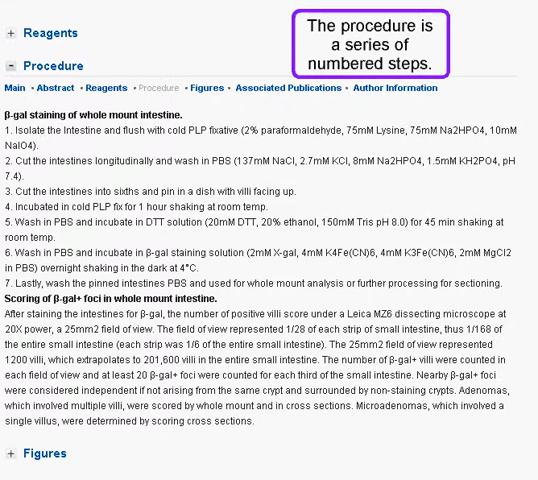 The procedure is
a series of
numbered steps.
+ Reagents
- Procedure
Main • Abstract • Reagents • Procedure • Figures • Associated Publications • Author Information
β-gal staining of whole mount intestine.
1. Isolate the Intestine and flush with cold PLP fixative (2% paraformaldehyde, 75mM Lysine, 75mM Na2HPO4, 10mM
NaIO4).
2. Cut the intestines longitudinally and wash in PBS (137mM NaCl, 2.7mM KCl, 8mM Na2HPO4, 1.5mM KH2PO4, pH
7.4).
3. Cut the intestines into sixths and pin in a dish with villi facing up.
4. Incubated in cold PLP fix for 1 hour shaking at room temp.
5. Wash in PBS and incubate in DTT solution (20mM DTT, 20% ethanol, 150mM Tris pH 8.0) for 45 min shaking at
room temp.
6. Wash in PBS and incubate in β-gal staining solution (2mM X-gal, 4mM K4Fe(CN)6, 4mM K3Fe(CN)6, 2mM MgCl2
in PBS) overnight shaking in the dark at 4°C.
7. Lastly, wash the pinned intestines PBS and used for whole mount analysis or further processing for sectioning.
Scoring of β-gal+ foci in whole mount intestine.
After staining the intestines for β-gal, the number of positive villi score under a Leica MZ6 dissecting microscope at
20X power, a 25mm2 field of view. The field of view represented 1/28 of each strip of small intestine, thus 1/168 of
the entire small intestine (each strip was 1/6 of the entire small intestine). The 25mm2 field of view represented
1200 villi, which extrapolates to 201,600 villi in the entire small intestine. The number of β-gal+ villi were counted in
each field of view and at least 20 β-gal+ foci were counted for each third of the small intestine. Nearby β-gal+ foci
were considered independent if not arising from the same crypt and surrounded by non-staining crypts. Adenomas,
which involved multiple villi, were scored by whole mount and in cross sections. Microadenomas, which involved a
single villus, were determined by scoring cross sections.
+ Figures